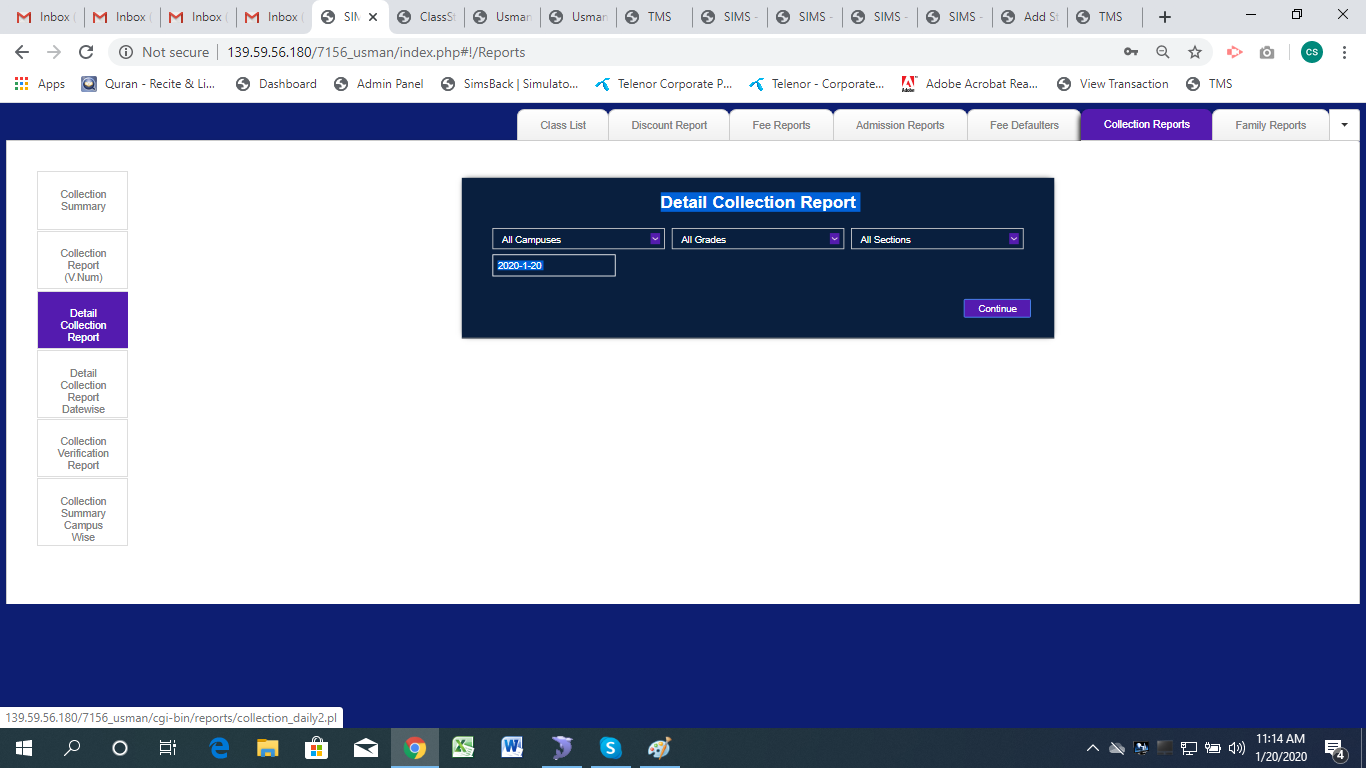 Inbox (
Inbox (
Inbox (
Inbox (
SIM
ClassSt
Usman
Usman
TMS
SIMS -
SIMS -
SIMS -
SIMS -
Add St
TMS
Not secure
139.59.56.180/7156_usman/index.php#!/Reports
CS
Apps
Quran - Recite & Li...
Dashboard
Admin Panel
SimsBack | Simulato...
Telenor Corporate P...
Telenor - Corporate...
Adobe Acrobat Rea...
View Transaction
TMS
Class List
Discount Report
Fee Reports
Admission Reports
Fee Defaulters
Collection Reports
Family Reports
Collection
Summary
Collection
Report
(V.Num)
Detail
Collection
Report
Detail
Collection
Report
Datewise
Collection
Verification
Report
Collection
Summary
Campus
Wise
Detail Collection Report
All Campuses
All Grades
All Sections
2020-1-20
Continue
139.59.56.180/7156_usman/cgi-bin/reports/collection_daily2.pl
11:14 AM
1/20/2020
4